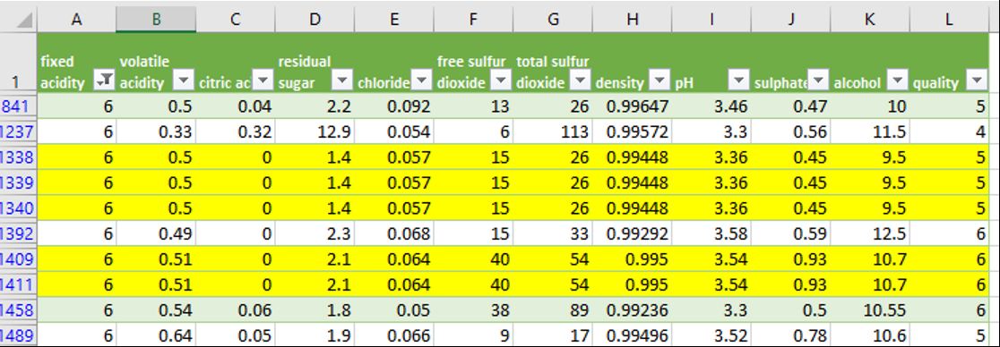 A B C D E F G H I J K L
fixed volatile residual free sulfur total sulfur
1 acidity acidity citric ac sugar chloride dioxide dioxide density pH sulphate alcohol quality
841 6 0.5 0.04 2.2 0.092 13 26 0.99647 3.46 0.47 10 5
1237 6 0.33 0.32 12.9 0.054 6 113 0.99572 3.3 0.56 11.5 4
1338 6 0.5 0 1.4 0.057 15 26 0.99448 3.36 0.45 9.5 5
1339 6 0.5 0 1.4 0.057 15 26 0.99448 3.36 0.45 9.5 5
1340 6 0.5 0 1.4 0.057 15 26 0.99448 3.36 0.45 9.5 5
1392 6 0.49 0 2.3 0.068 15 33 0.99292 3.58 0.59 12.5 6
1409 6 0.51 0 2.1 0.064 40 54 0.995 3.54 0.93 10.7 6
1411 6 0.51 0 2.1 0.064 40 54 0.995 3.54 0.93 10.7 6
1458 6 0.54 0.06 1.8 0.05 38 89 0.99236 3.3 0.5 10.55 6
1489 6 0.64 0.05 1.9 0.066 9 17 0.99496 3.52 0.78 10.6 5